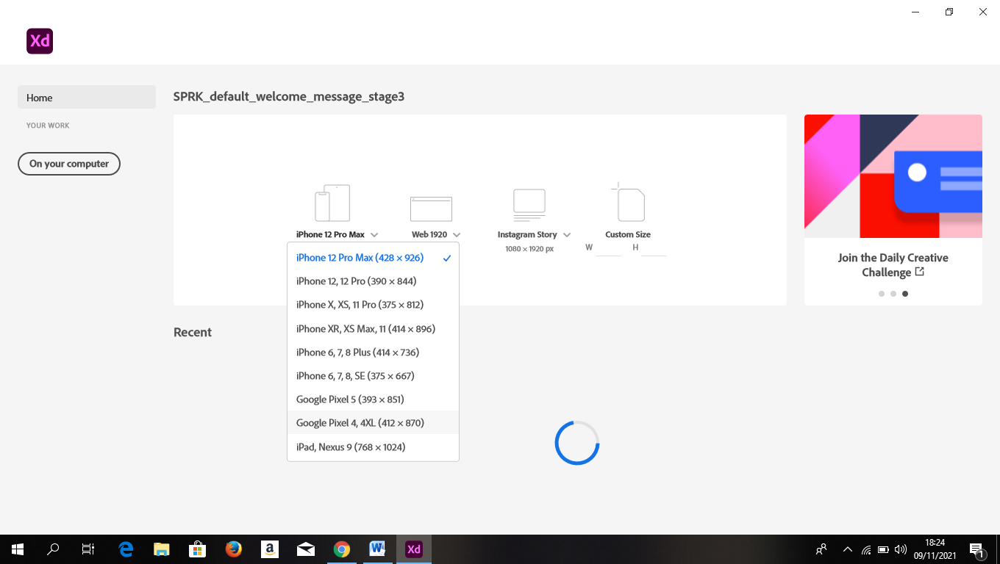 Xd
Home
YOUR WORK
On your computer
SPRK_default_welcome_message_stage3
iPhone 12 Pro Max
Web 1920
Instagram Story
1080 × 1920 px
Custom Size
W
H
iPhone 12 Pro Max (428 × 926)
iPhone 12, 12 Pro (390 × 844)
iPhone X, XS, 11 Pro (375 × 812)
iPhone XR, XS Max, 11 (414 × 896)
iPhone 6, 7, 8 Plus (414 × 736)
iPhone 6, 7, 8, SE (375 × 667)
Google Pixel 5 (393 × 851)
Google Pixel 4, 4XL (412 × 870)
iPad, Nexus 9 (768 × 1024)
Join the Daily Creative
Challenge
Recent
a
W
Xd
18:24
09/11/2021
1